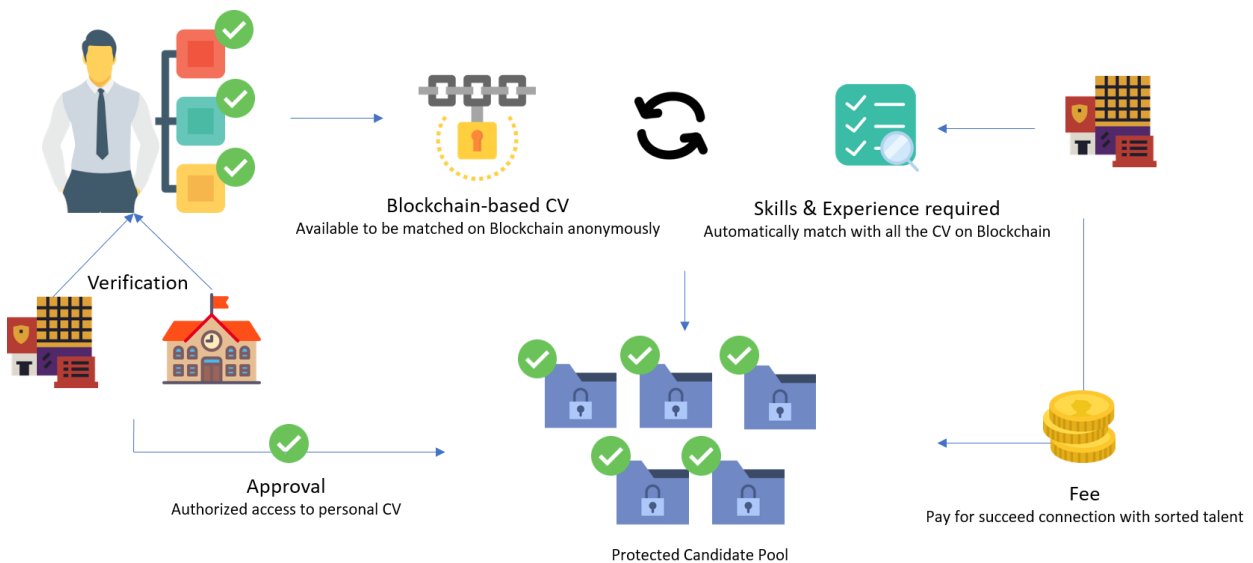 Blockchain-based CV
Available to be matched on Blockchain anonymously
Skills & Experience required
Automatically match with all the CV on Blockchain
Verification
Approval
Authorized access to personal CV
Fee
Pay for succeed connection with sorted talent
Protected Candidate Pool